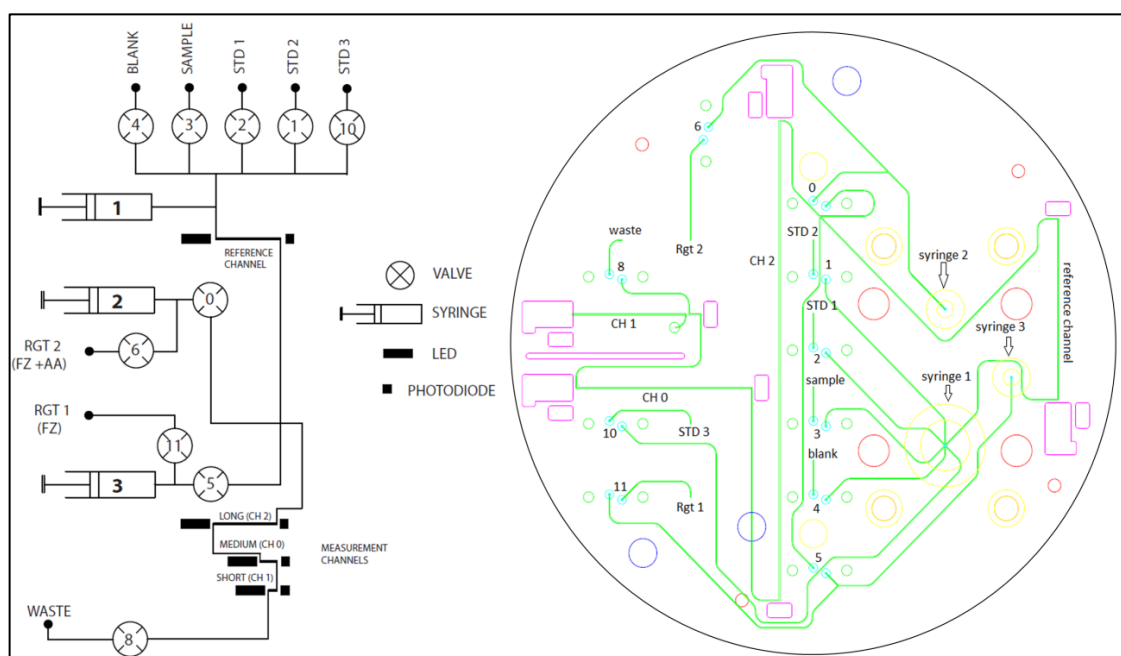 BLANK
SAMPLE
STD 1
STD 2
STD 3
4
3
2
1
10
1
REFERENCE
CHANNEL
2
0
RGT 2
(FZ +AA)
6
RGT 1
(FZ)
11
3
5
LONG (CH 2)
MEDIUM (CH 0)
SHORT (CH 1)
MEASUREMENT
CHANNELS
WASTE
8
VALVE
SYRINGE
LED
PHOTODIODE
6
0
waste
Rgt 2
STD 2
8
1
CH 2
syringe 2
reference channel
STD 1
CH 1
syringe 3
2
sample
syringe 1
CH 0
10
STD 3
3
blank
11
Rgt 1
4
5